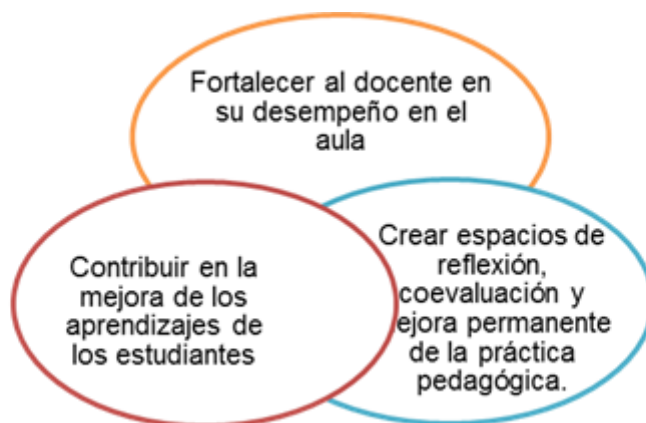 Fortalecer al docente en
su desempeño en el
aula
Contribuir en la
mejora de los
aprendizajes de
los estudiantes
Crear espacios de
reflexión,
coevaluación y
ejora permanente
de la práctica
pedagógica.